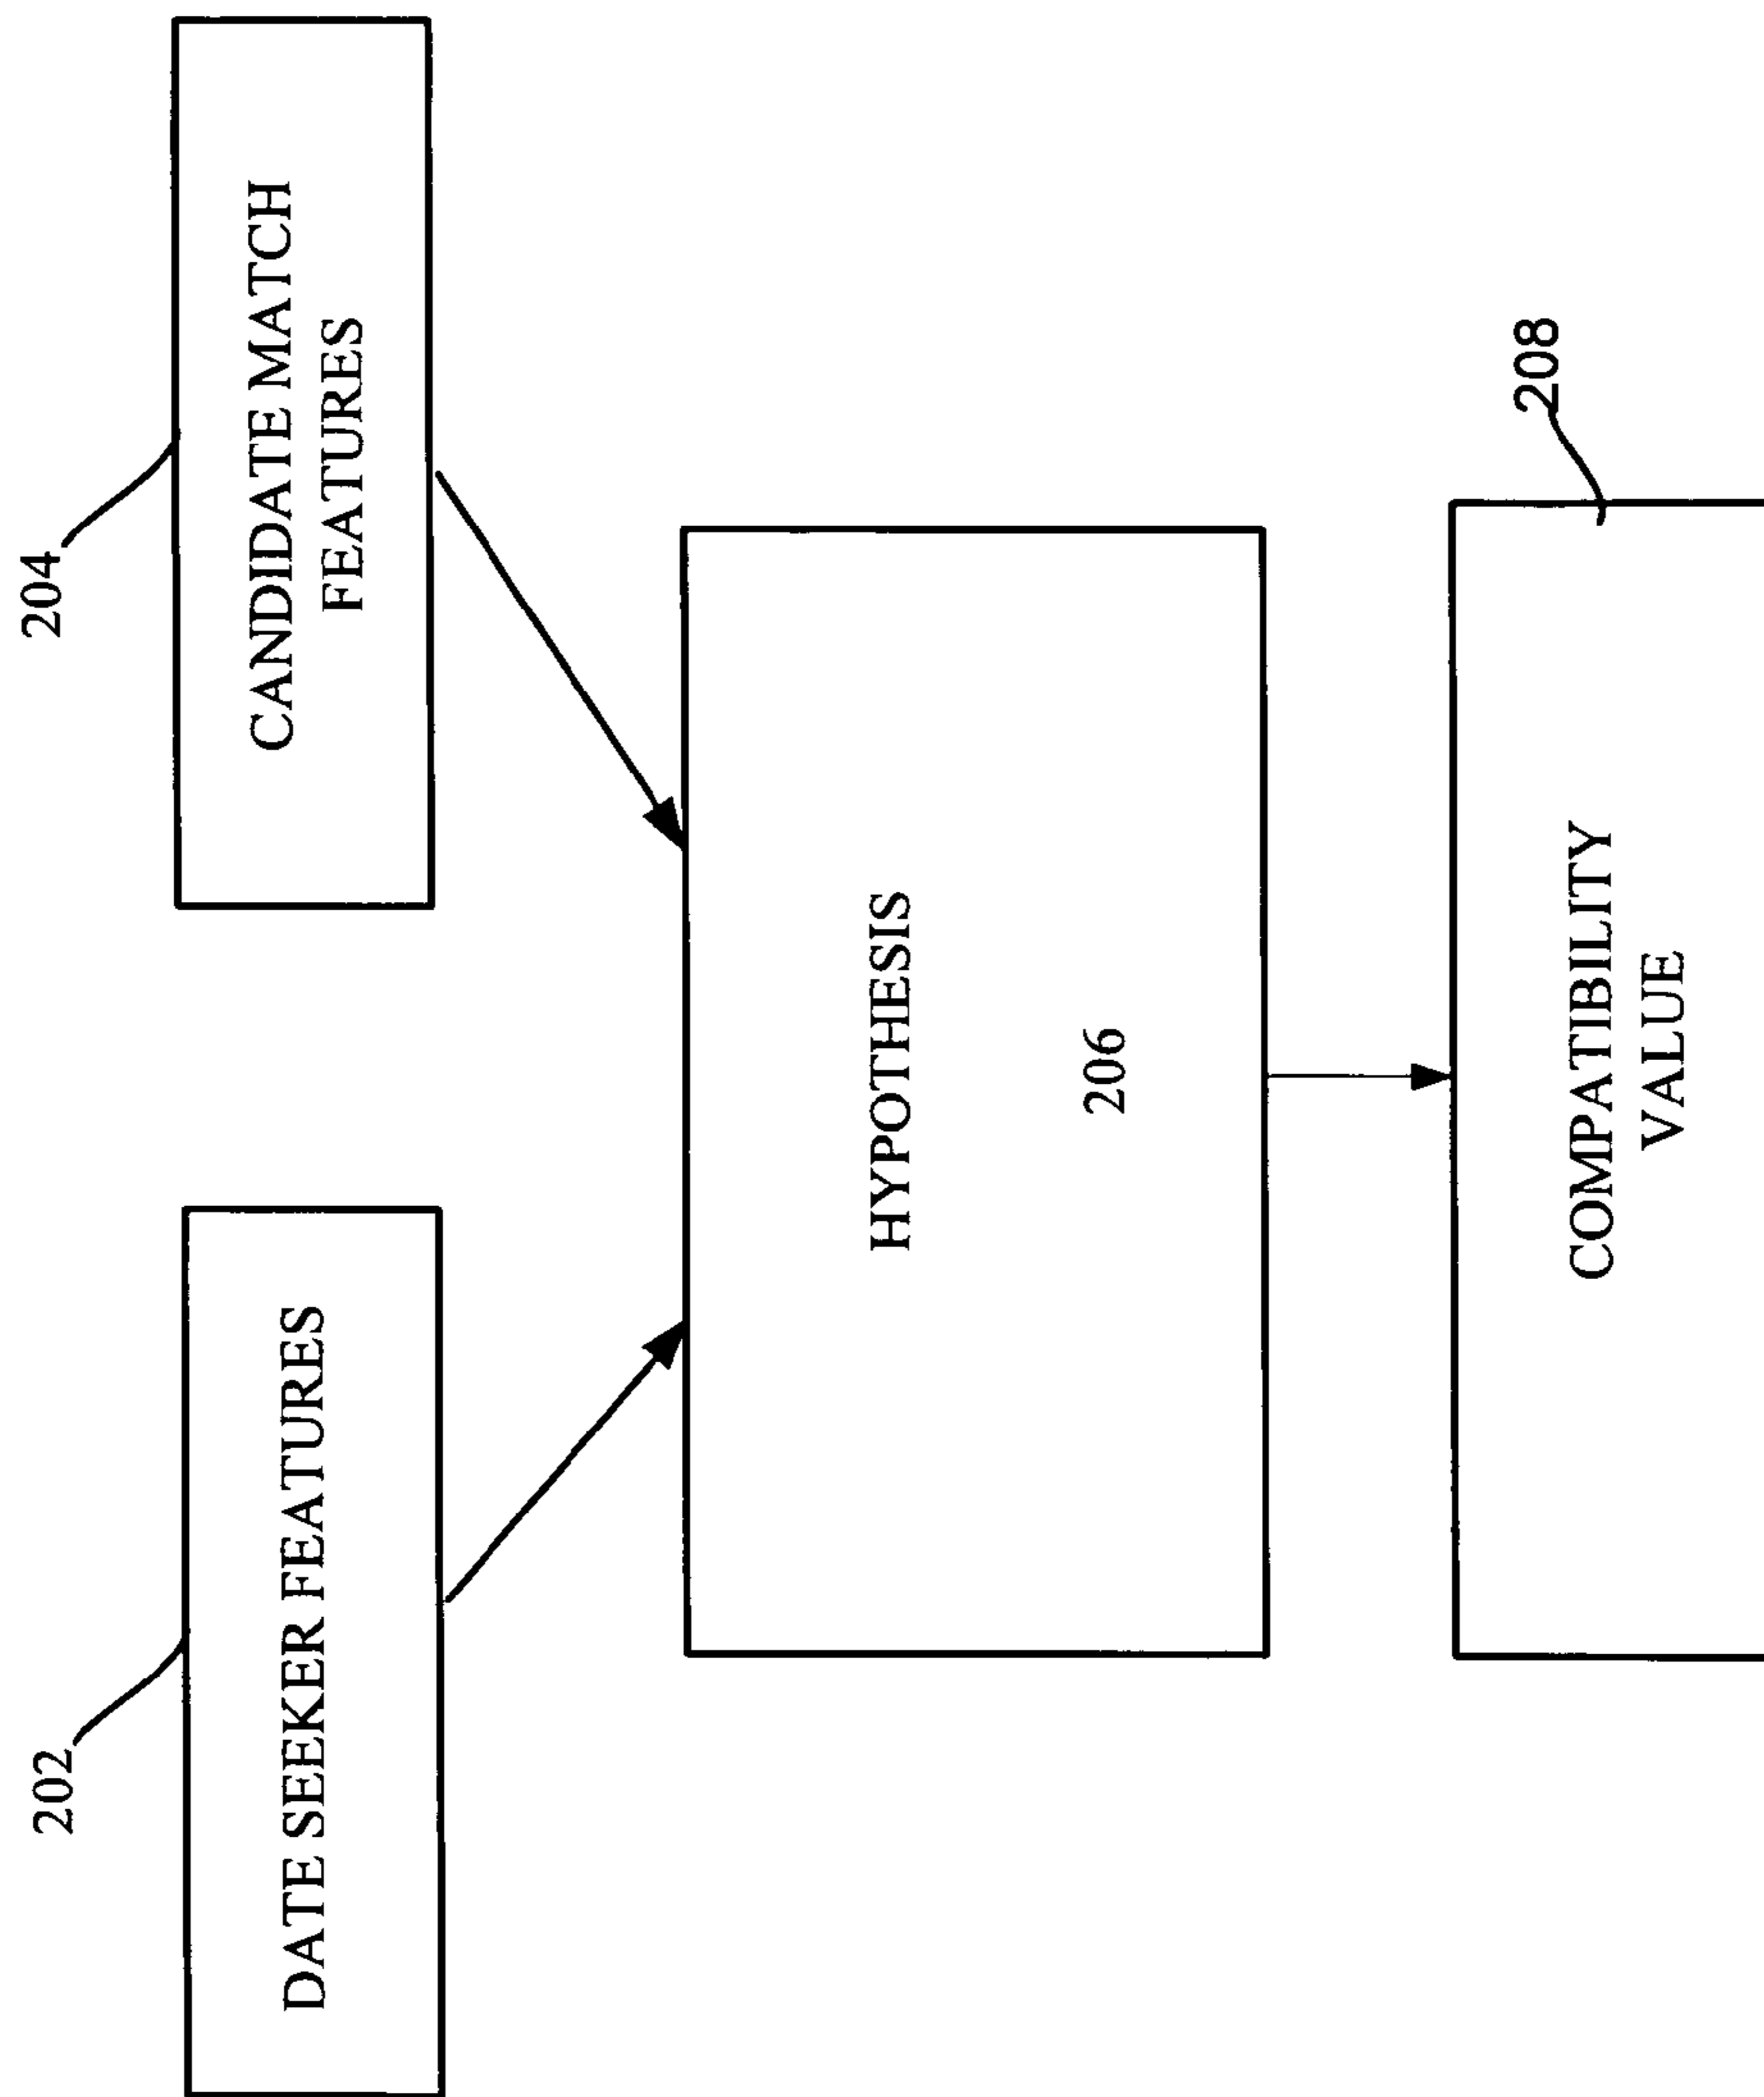 202
204
DATE SEEKER FEATURES
CANDIDATE MATCH
FEATURES
HYPOTHESIS
206
208
COMPATIBILITY
VALUE